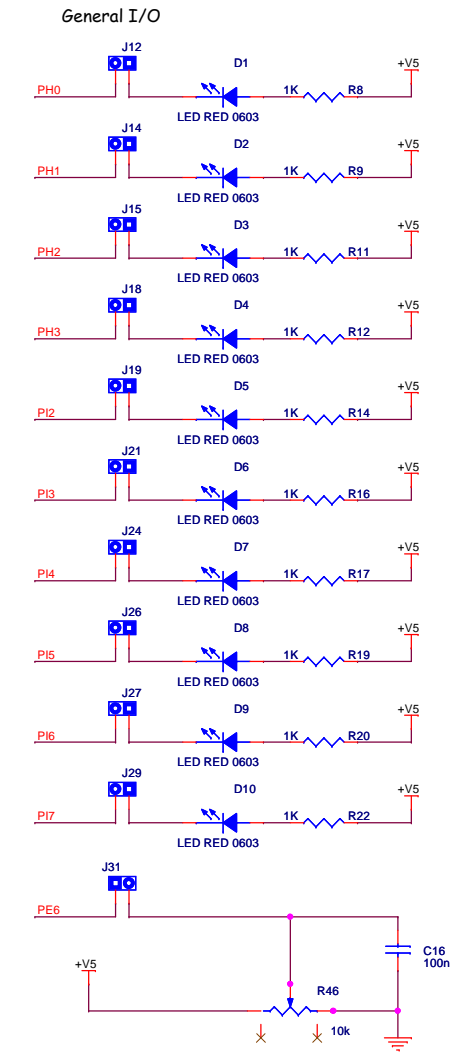 General I/O
J12
D1
+V5
PH0
1K
R8
LED RED 0603
J14
D2
+V5
PH1
1K
R9
LED RED 0603
J15
D3
+V5
PH2
1K
R11
LED RED 0603
J18
D4
+V5
PH3
1K
R12
LED RED 0603
J19
D5
+V5
PI2
1K
R14
LED RED 0603
J21
D6
+V5
PI3
1K
R16
LED RED 0603
J24
D7
+V5
PI4
1K
R17
LED RED 0603
J26
D8
+V5
PI5
1K
R19
LED RED 0603
J27
D9
+V5
PI6
1K
R20
LED RED 0603
J29
D10
+V5
PI7
1K
R22
LED RED 0603
J31
PE6
C16
100n
+V5
R46
10k